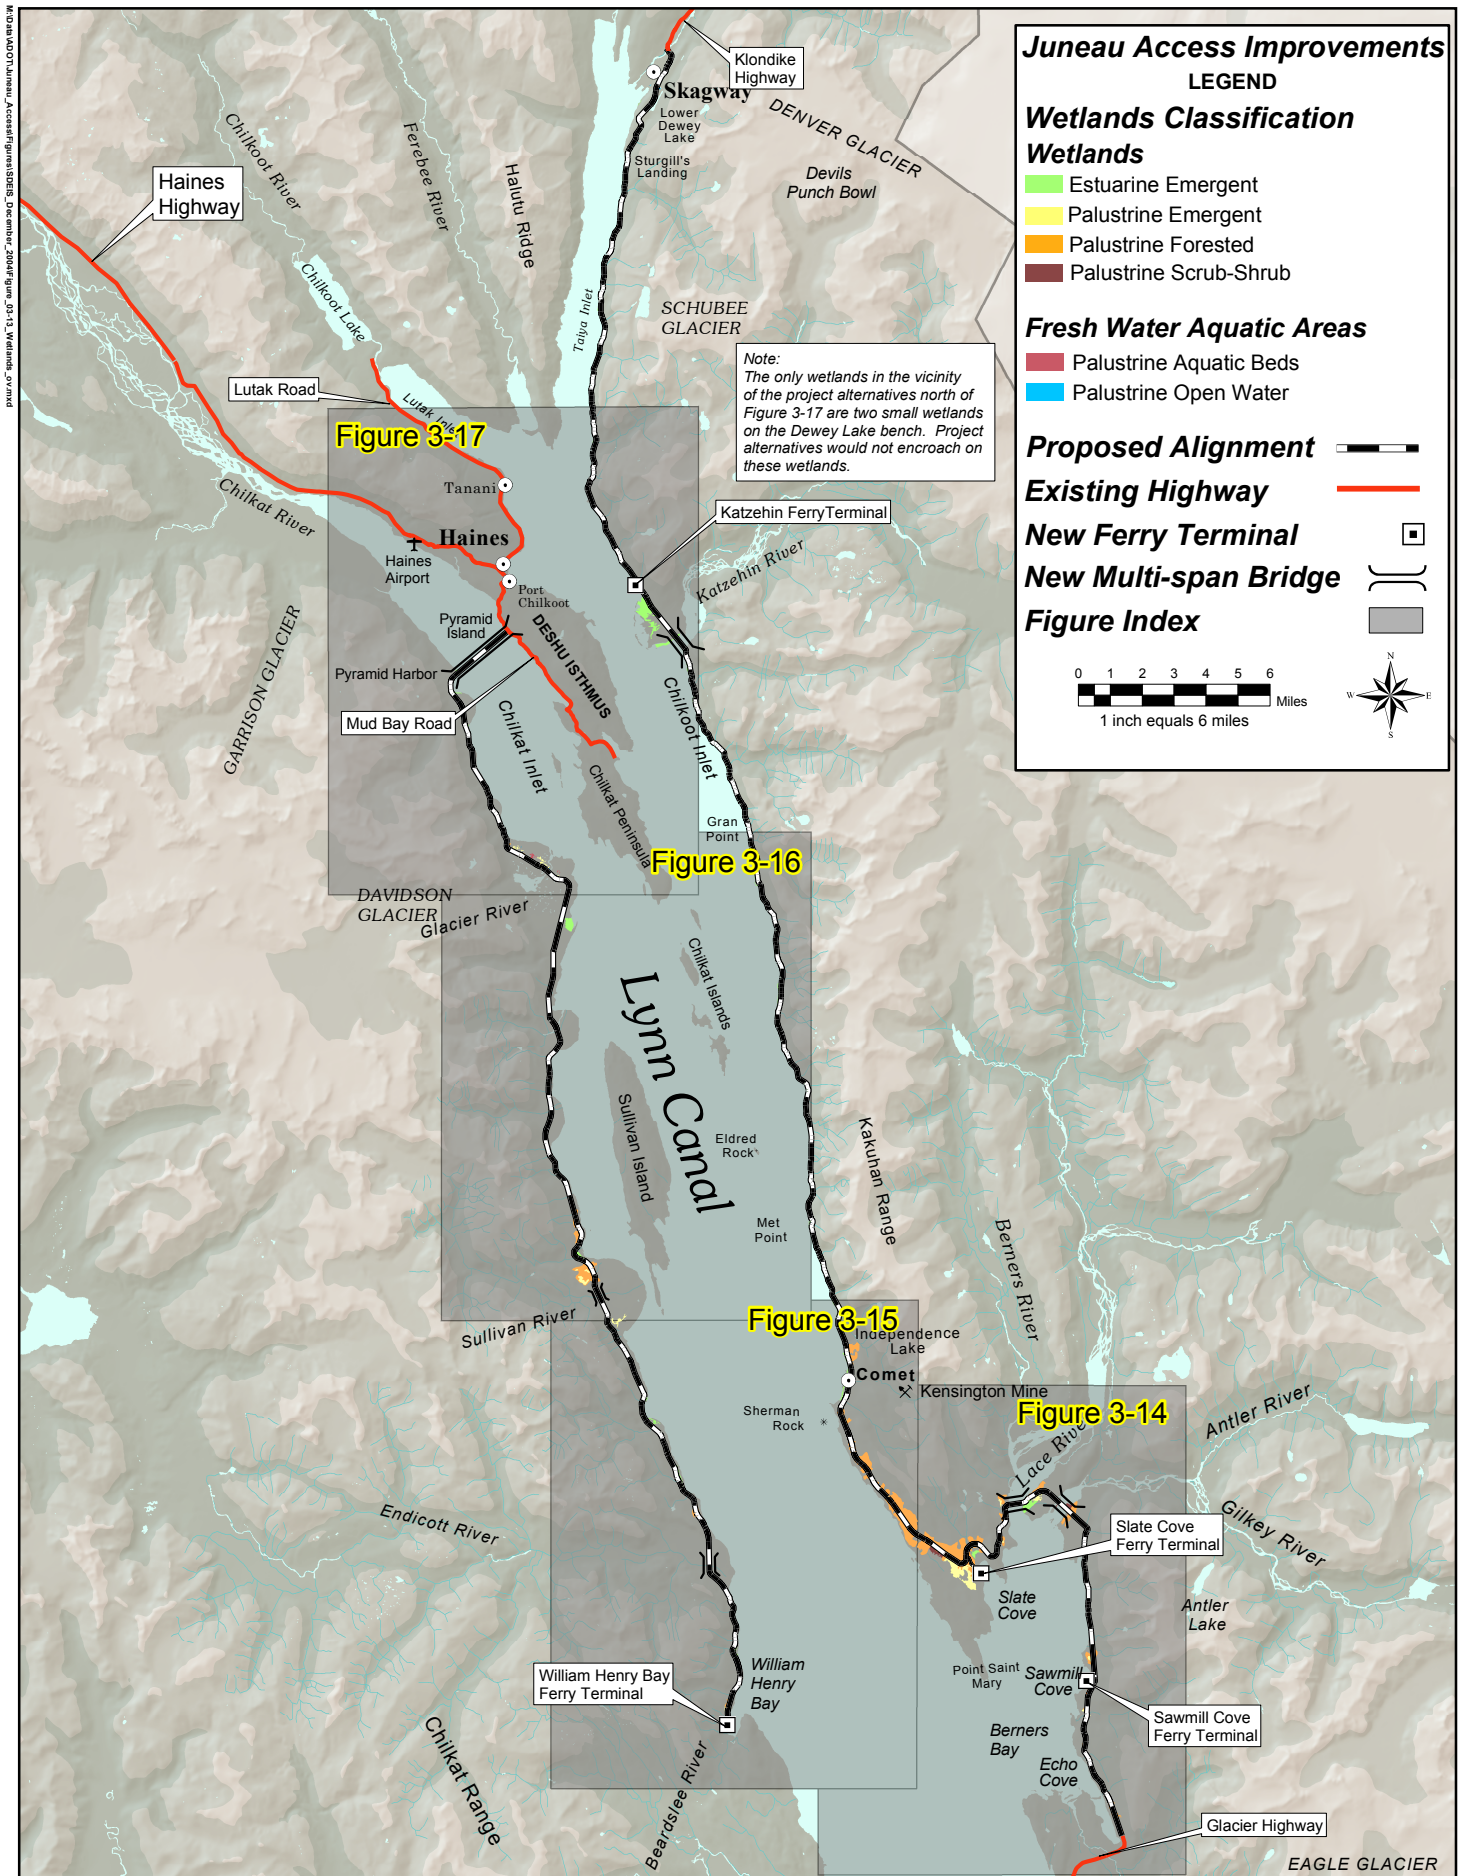 M:\Data\ADOT\Juneau_Access\Figures\SDEIS_December_2004\Figure_03-13_Wetlands_ov.mxd
Juneau Access Improvements
LEGEND
Wetlands Classification
Wetlands
Estuarine Emergent
Palustrine Emergent
Palustrine Forested
Palustrine Scrub-Shrub
Fresh Water Aquatic Areas
Palustrine Aquatic Beds
Palustrine Open Water
Proposed Alignment
Existing Highway
New Ferry Terminal
New Multi-span Bridge
Figure Index
0 1 2 3 4 5 6
Miles
1 inch equals 6 miles
N
W
E
S
Klondike
Highway
Skagway
Lower
Dewey
Lake
Sturgill's
Landing
DENVER GLACIER
Devils
Punch Bowl
Haines
Highway
Chilkoot River
Ferebee River
Halutu Ridge
Chilkoot Lake
Taiya Inlet
SCHUBEE
GLACIER
Note:
The only wetlands in the vicinity
of the project alternatives north of
Figure 3-17 are two small wetlands
on the Dewey Lake bench. Project
alternatives would not encroach on
these wetlands.
Lutak Road
Lutak Inlet
Figure 3-17
Tanani
Chilkat River
Haines
Haines
Airport
Port
Chilkoot
Katzehin FerryTerminal
Katzehin River
Pyramid
Island
DESHU ISTHMUS
Pyramid Harbor
GARRISON GLACIER
Mud Bay Road
Chilkat Inlet
Chilkoot Inlet
Chilkat Peninsula
Gran
Point
Figure 3-16
DAVIDSON
GLACIER
Glacier River
Chilkat Islands
Lynn Canal
Sullivan Island
Eldred
Rock
Kakuhan Range
Met
Point
Berners River
Sullivan River
Figure 3-15
Independence
Lake
Comet
Kensington Mine
Figure 3-14
Sherman
Rock
Antler River
Lace River
Endicott River
Gilkey River
Slate Cove
Ferry Terminal
Slate
Cove
Antler
Lake
William Henry Bay
Ferry Terminal
William
Henry
Bay
Point Saint
Mary
Sawmill
Cove
Sawmill Cove
Ferry Terminal
Berners
Bay
Echo
Cove
Chilkat Range
Beardslee River
Glacier Highway
EAGLE GLACIER